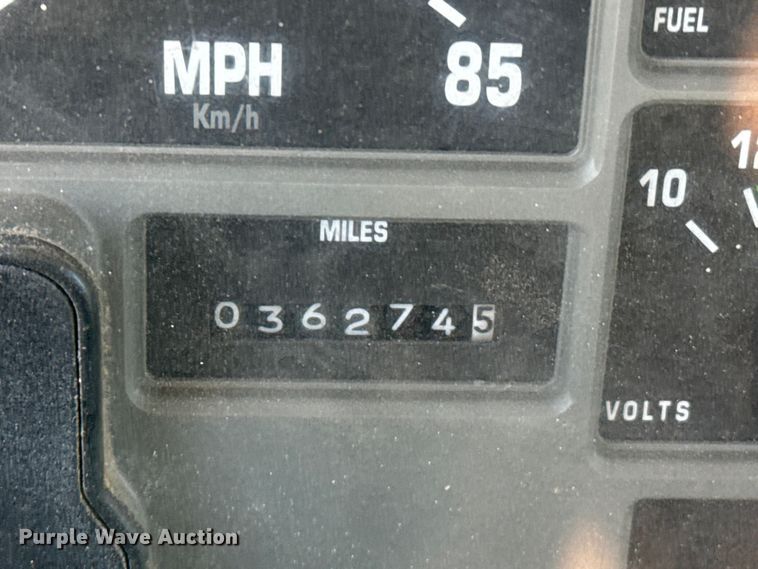 FUEL
MPH
85
Km/h
10
MILES
0362745
VOLTS
Purple Wave Auction